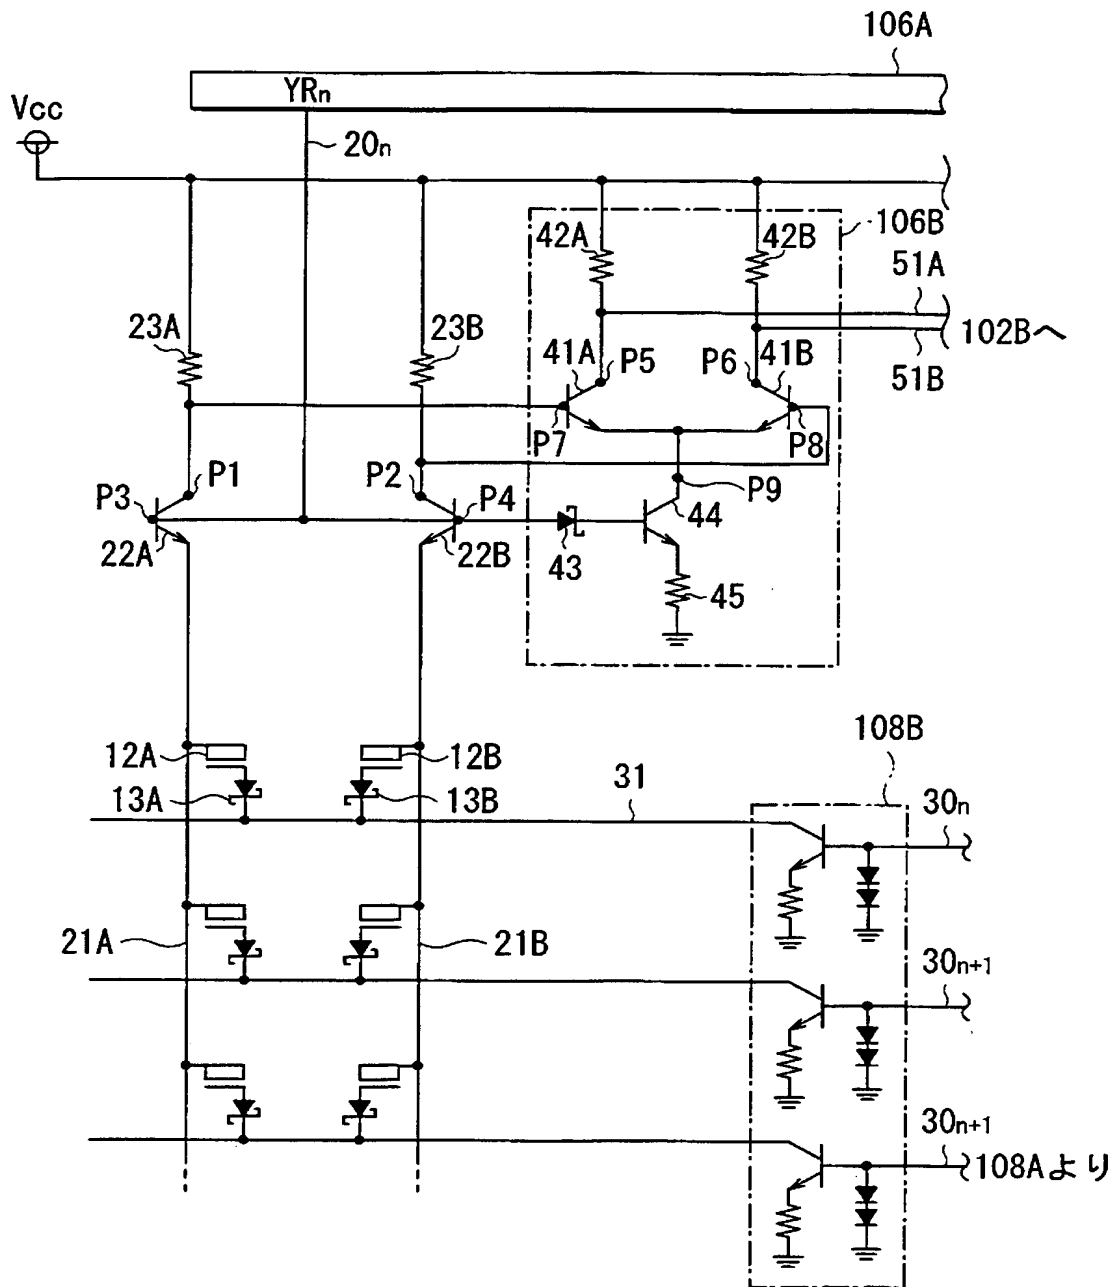 106A
YRn
Vcc
20n
106B
42A
42B
51A
23A
23B
102Bへ
41A
P5
P6
41B
51B
P7
P8
P1
P2
P9
P3
P4
44
22A
22B
43
45
108B
12A
12B
31
30n
13A
13B
21A
21B
30n+1
30n+1
108Aより